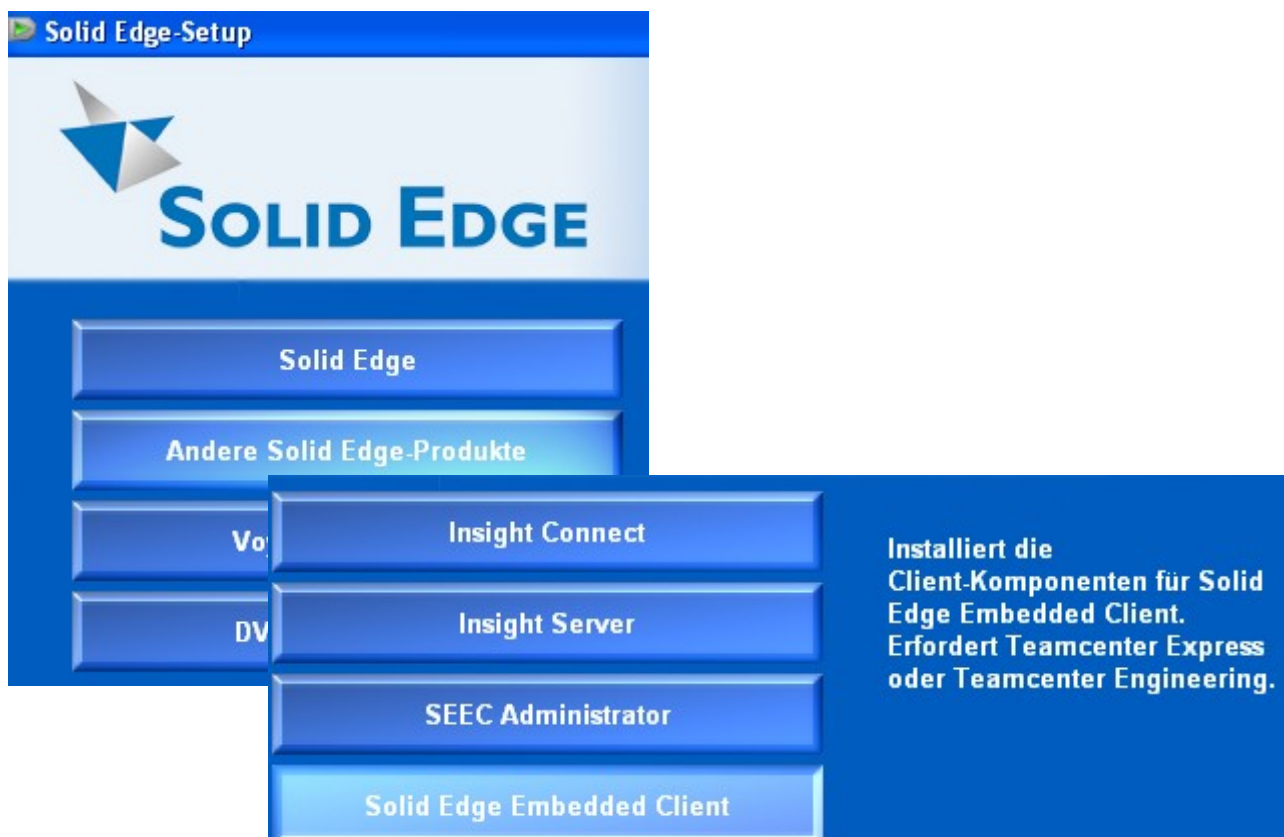 Solid Edge-Setup
SOLID EDGE
Solid Edge
Andere Solid Edge-Produkte
Insight Connect
Insight Server
SEEC Administrator
Solid Edge Embedded Client
Installiert die
Client-Komponenten für Solid
Edge Embedded Client.
Erfordert Teamcenter Express
oder Teamcenter Engineering.